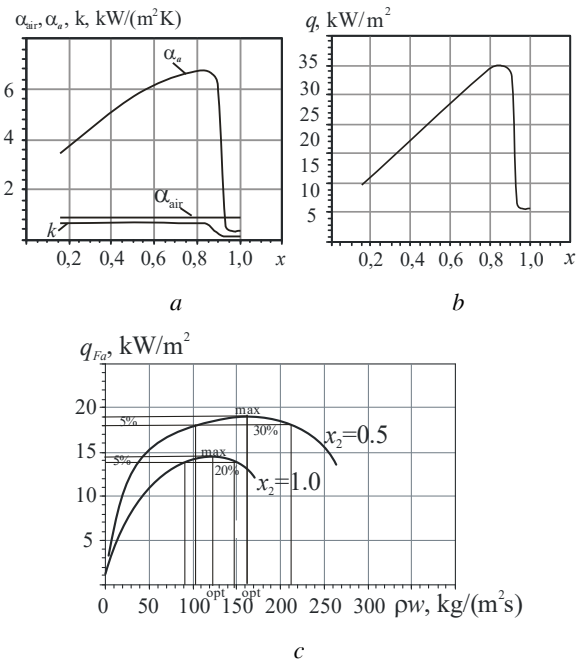 α_air, α_a, k, kW/(m²K)
q, kW/m²
α_a
6
4
2
α_air
k
0,2 0,4 0,6 0,8 1,0 x
a
35
30
25
20
15
10
5
0,2 0,4 0,6 0,8 1,0 x
b
q_Fa, kW/m²
20
15
10
5
5%
max
30%
x₂=0.5
5%
max
20%
x₂=1.0
0 50 100 opt 150 opt 200 300 ρw, kg/(m²s)
c